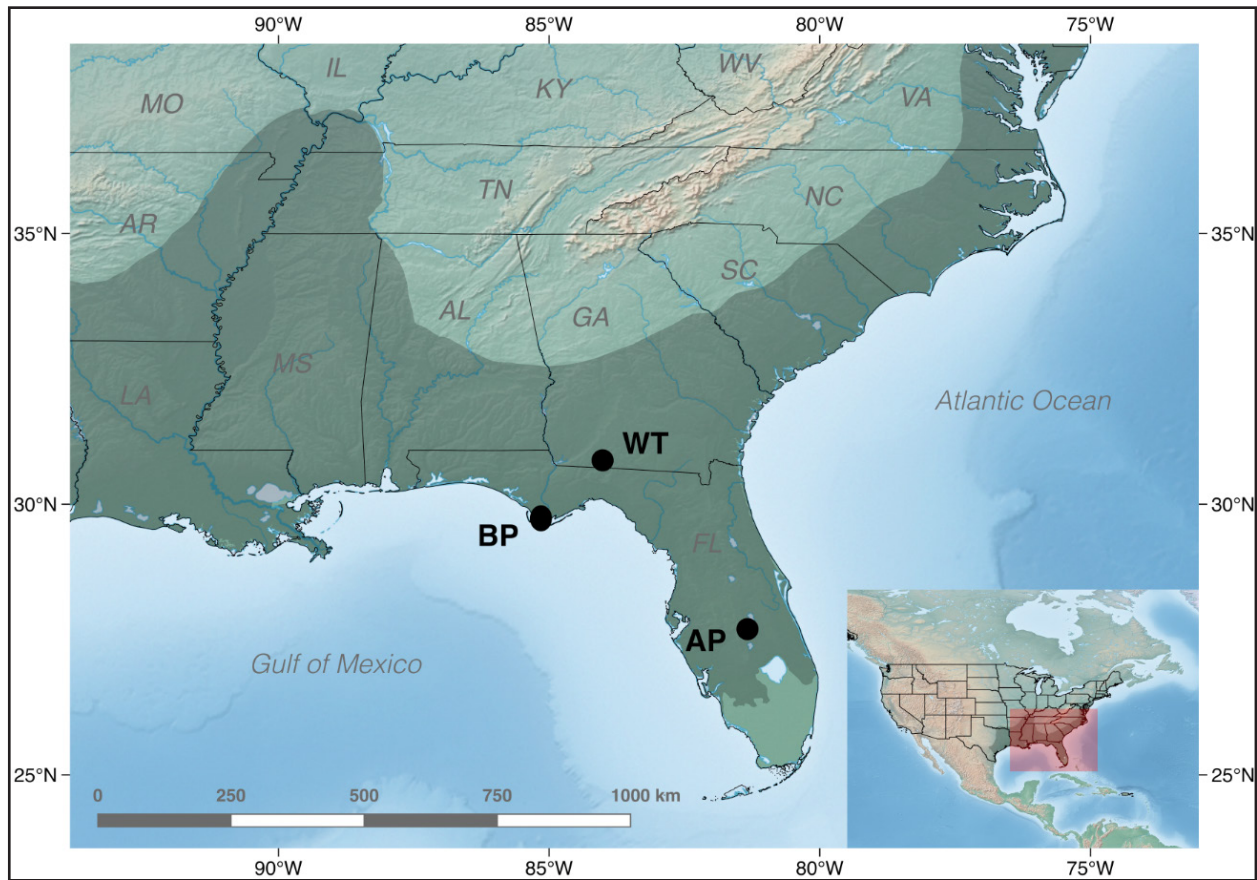 90°W 85°W 80°W 75°W
IL
WV
MO
KY
VA
TN
NC
AR
35°N 35°N
SC
AL
GA
MS
LA
Atlantic Ocean
WT
30°N 30°N
BP
FL
AP
Gulf of Mexico
25°N 25°N
0 250 500 750 1000 km
90°W 85°W 80°W 75°W